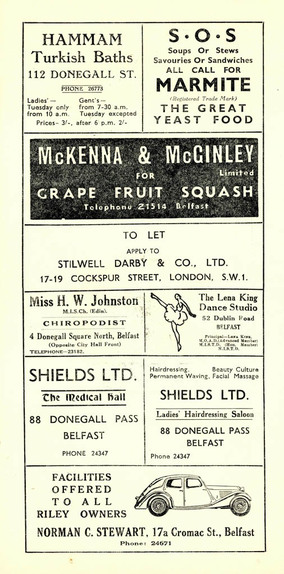 HAMMAM
Turkish Baths
112 DONEGALL ST.
PHONE 26773
Ladies'—
Tuesday only
from 10 a.m.
Gent's—
from 7-30 a.m.
Tuesday excepted
Prices- 3/-, after 6 p.m. 2/-
S·O·S
Soups Or Stews
Savouries Or Sandwiches
ALL CALL FOR
MARMITE
(Registered Trade Mark)
THE GREAT
YEAST FOOD
McKENNA & McGINLEY
Limited
FOR
GRAPE FRUIT SQUASH
Telephone 21514 Belfast
TO LET
APPLY TO
STILWELL DARBY & CO., LTD.
17-19 COCKSPUR STREET, LONDON, S.W.1.
Miss H. W. Johnston
M.I.S.Ch. (Edin).
CHIROPODIST
4 Donegall Square North, Belfast
(Opposite City Hall Front)
TELEPHONE—23152.
The Lena King
Dance Studio
52 Dublin Road
BELFAST
Principal—Lena King,
SHIELDS LTD.
The Medical Hall
88 DONEGALL PASS
BELFAST
PHONE 24347
Hairdressing, Beauty Culture
Permanent Waving, Facial Massage
SHIELDS LTD.
Ladies' Hairdressing Saloon
88 DONEGALL PASS
BELFAST
Phone 24347
FACILITIES
OFFERED
TO ALL
RILEY OWNERS
NORMAN C. STEWART, 17a Cromac St., Belfast
Phone: 24671